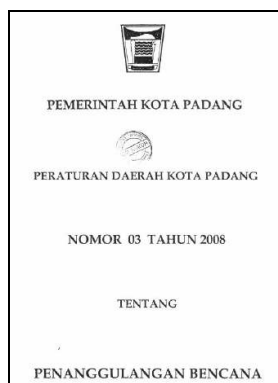 PEMERINTAH KOTA PADANG
PERATURAN DAERAH KOTA PADANG
NOMOR 03 TAHUN 2008
TENTANG
PENANGGULANGAN BENCANA